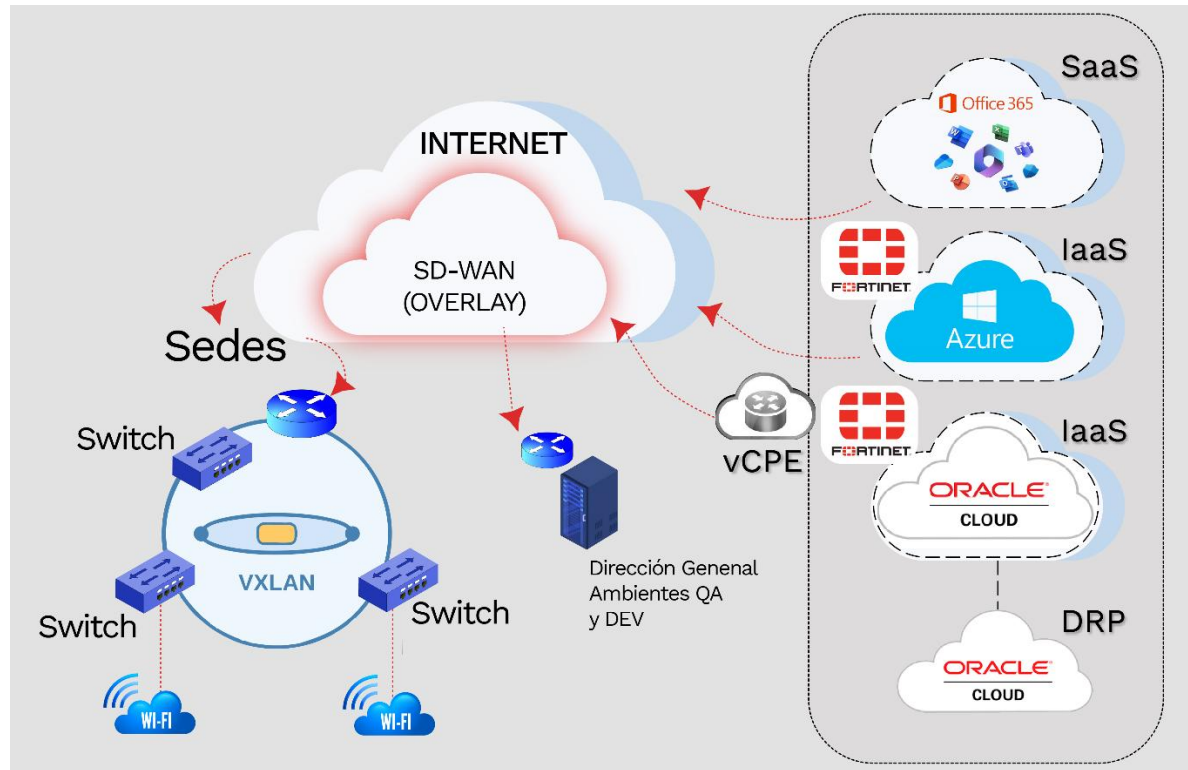 SaaS
Office 365
INTERNET
SD-WAN
(OVERLAY)
FORTINET
IaaS
Azure
Sedes
Switch
vCPE
FORTINET
IaaS
ORACLE
CLOUD
VXLAN
Switch
Switch
Dirección Genenal
Ambientes QA
y DEV
DRP
ORACLE
CLOUD
WI-FI
WI-FI